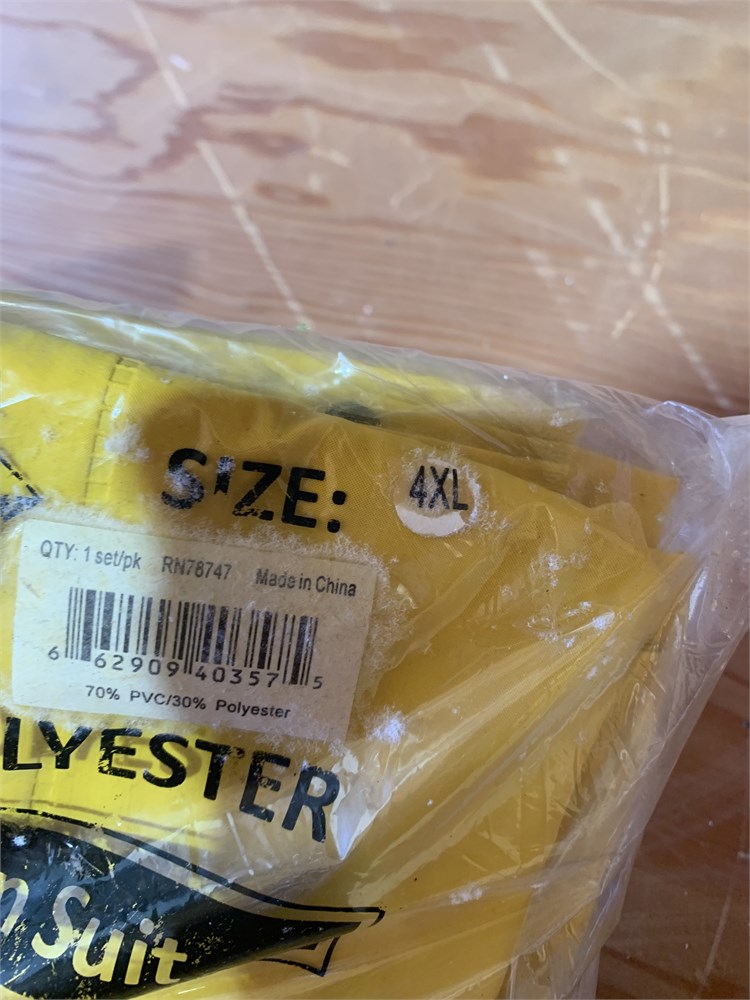 SIZE: 4XL
QTY: 1 set/pk RN78747 Made in China
6 62909 40357 5
70% PVC/30% Polyester
LYESTER
Suit